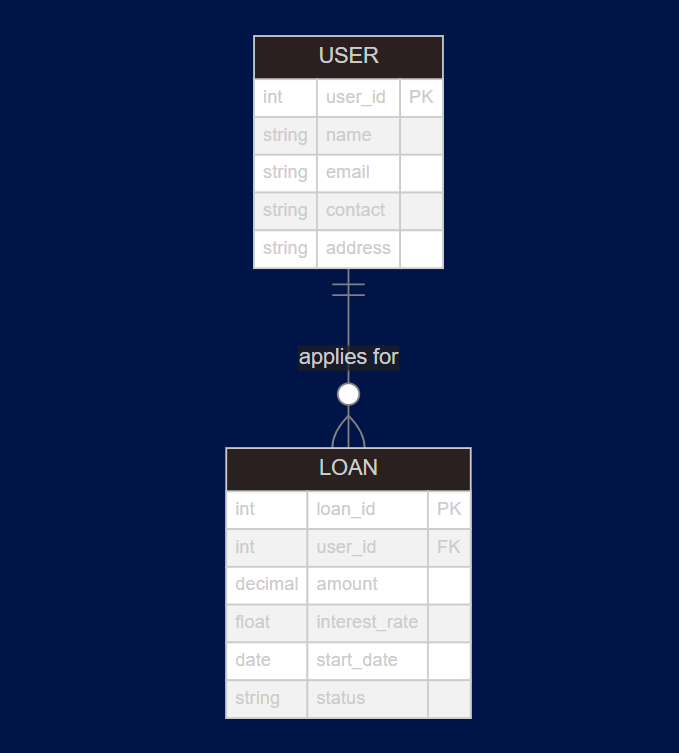 USER
int user_id PK
string name
string email
string contact
string address
applies for
LOAN
int loan_id PK
int user_id FK
decimal amount
float interest_rate
date start_date
string status